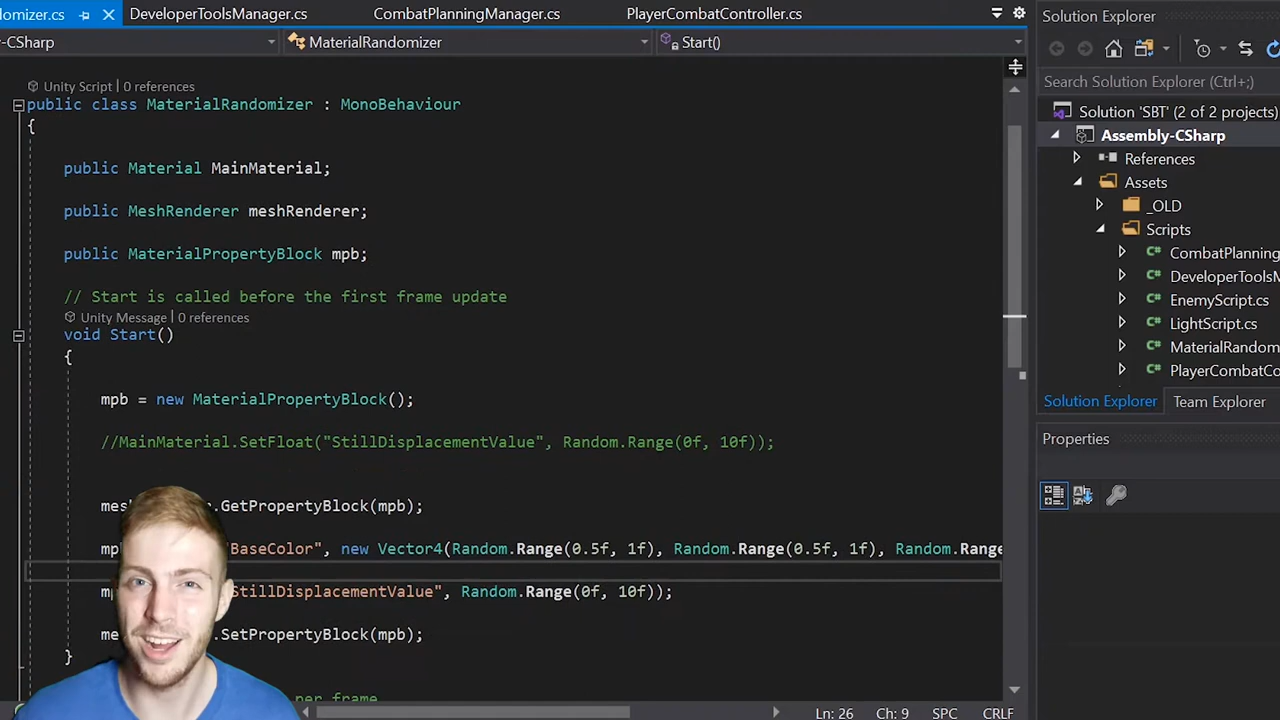 omizer.cs
DeveloperToolsManager.cs
CombatPlanningManager.cs
PlayerCombatController.cs
-CSharp
MaterialRandomizer
Start()
Unity Script | 0 references
public class MaterialRandomizer : MonoBehaviour
{
public Material MainMaterial;
public MeshRenderer meshRenderer;
public MaterialPropertyBlock mpb;
// Start is called before the first frame update
Unity Message | 0 references
void Start()
{
mpb = new MaterialPropertyBlock();
//MainMaterial.SetFloat("StillDisplacementValue", Random.Range(0f, 10f));
mes .GetPropertyBlock(mpb);
mp "BaseColor", new Vector4(Random.Range(0.5f, 1f), Random.Range(0.5f, 1f), Random.Range
m StillDisplacementValue", Random.Range(0f, 10f));
me .SetPropertyBlock(mpb);
}
per frame
Ln: 26 Ch: 9 SPC CRLF
Solution Explorer
Search Solution Explorer (Ctrl+;)
Solution 'SBT' (2 of 2 projects)
Assembly-CSharp
References
Assets
_OLD
Scripts
C# CombatPlanning
C# DeveloperToolsM
C# EnemyScript.cs
C# LightScript.cs
C# MaterialRandom
C# PlayerCombatCo
Solution Explorer
Team Explorer
Properties